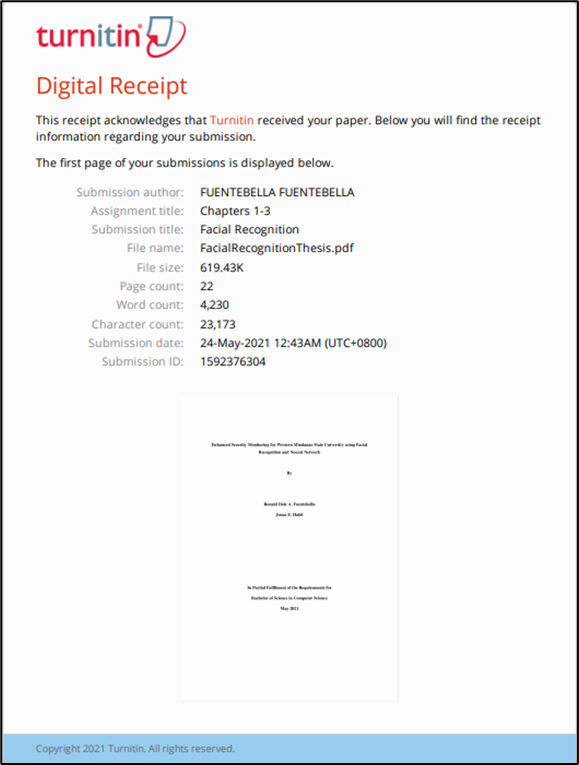 turnitin
Digital Receipt
This receipt acknowledges that Turnitin received your paper. Below you will find the receipt
information regarding your submission.
The first page of your submissions is displayed below.
Submission author: FUENTEBELLA FUENTEBELLA
Assignment title: Chapters 1-3
Submission title: Facial Recognition
File name: FacialRecognitionThesis.pdf
File size: 619.43K
Page count: 22
Word count: 4,230
Character count: 23,173
Submission date: 24-May-2021 12:43AM (UTC+0800)
Submission ID: 1592376304
Enhanced Security Monitoring for Western Mindanao State University using Facial
Recognition and Neural Network
By
Ronald Dale A. Fuentebella
In Partial Fulfillment of the Requirements for
Bachelor of Science in Computer Science
May 2021
Copyright 2021 Turnitin. All rights reserved.